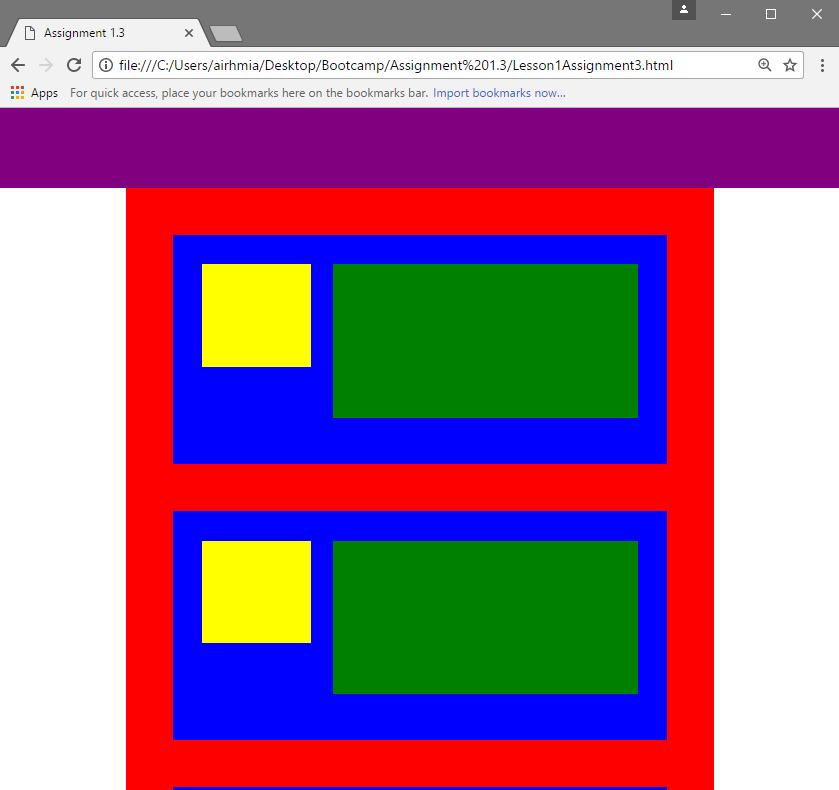 Assignment 1.3
file:///C:/Users/airhmia/Desktop/Bootcamp/Assignment%201.3/Lesson1Assignment3.html
Apps For quick access, place your bookmarks here on the bookmarks bar. Import bookmarks now...